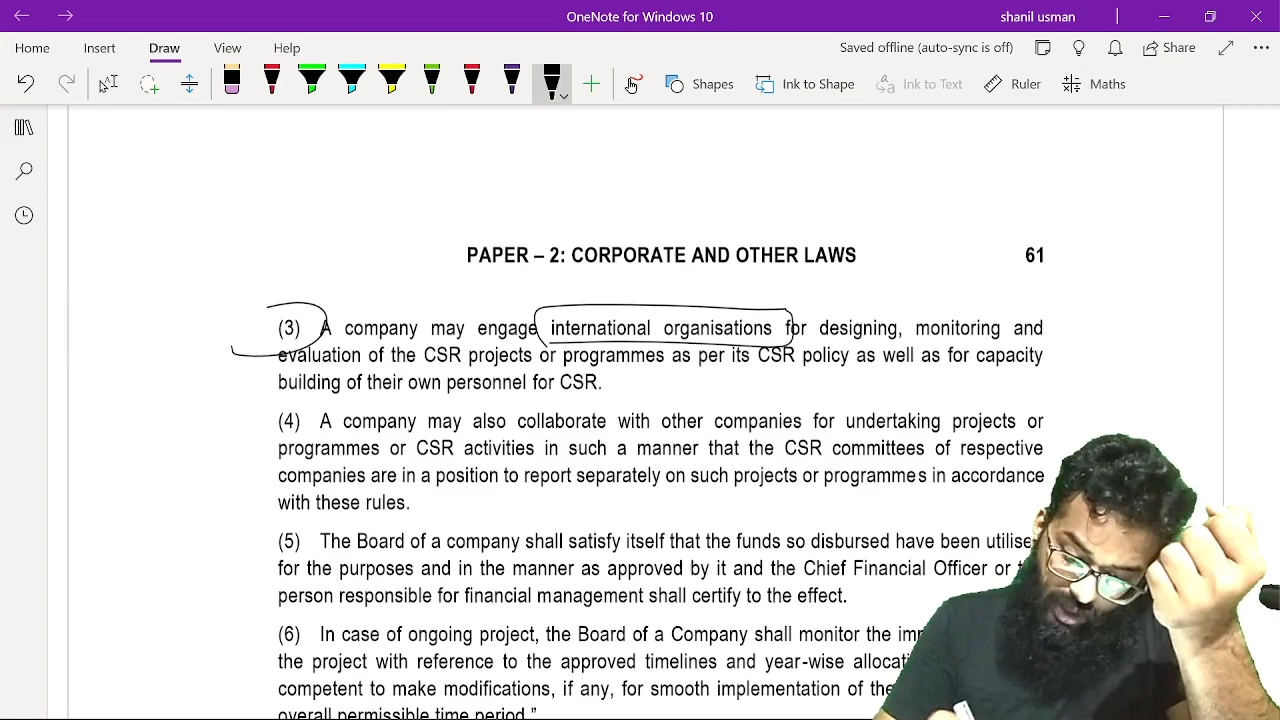 OneNote for Windows 10
shanil usman
Home Insert Draw View Help
Saved offline (auto-sync is off)
Share
Shapes
Ink to Shape
Ink to Text
Ruler
Maths
PAPER – 2: CORPORATE AND OTHER LAWS 61
(3) A company may engage international organisations for designing, monitoring and
evaluation of the CSR projects or programmes as per its CSR policy as well as for capacity
building of their own personnel for CSR.
(4) A company may also collaborate with other companies for undertaking projects or
programmes or CSR activities in such a manner that the CSR committees of respective
companies are in a position to report separately on such projects or programmes in accordance
with these rules.
(5) The Board of a company shall satisfy itself that the funds so disbursed have been
for the purposes and in the manner as approved by it and the Chief Financial Officer or
person responsible for financial management shall certify to the effect.
(6) In case of ongoing project, the Board of a Company shall monitor the
the project with reference to the approved timelines and year-wise
competent to make modifications, if any, for smooth implementation of the
overall permissible time period.”